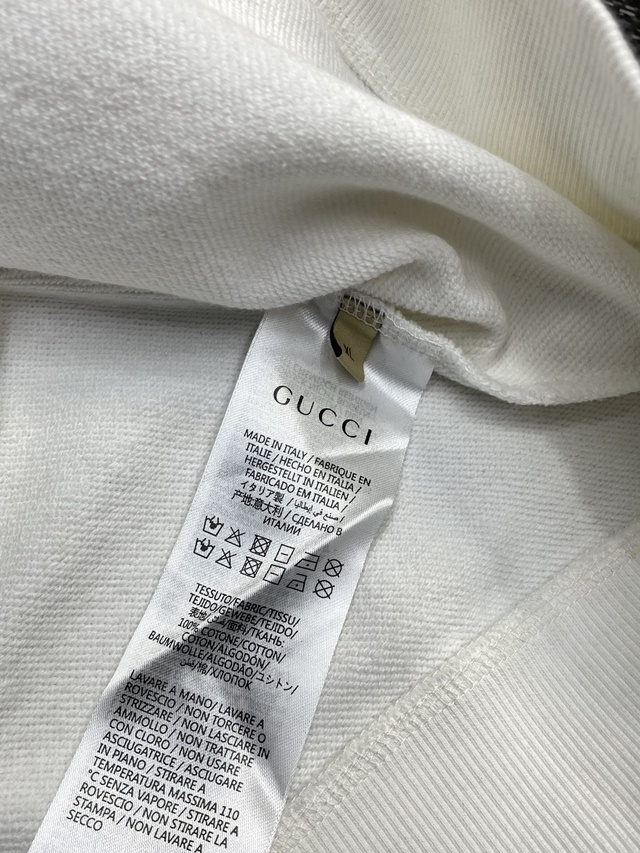 XL
GUCCI
MADE IN ITALY / FABRIQUE EN
ITALIE / HECHO EN ITALIA /
HERGESTELLT IN ITALIEN /
FABRICADO EM ITALIA /
イタリア製 / صنع في إيطاليا /
产地:意大利 / СДЕЛАНО В
ИТАЛИИ
TESSUTO/FABRIC/TISSU/
TEJIDO/GEWEBE/TEJIDO/
表地/قماش/面料/ТКАНЬ:
100% COTONE/COTTON/
COTON/ALGODÓN/
BAUMWOLLE/ALGODÃO/コットン/
قطن/棉/ХЛОПОК
LAVARE A MANO/ LAVARE A
ROVESCIO / NON TORCERE O
STRIZZARE / NON LASCIARE IN
AMMOLLO / NON TRATTARE
CON CLORO / NON USARE
ASCIUGATRICE / ASCIUGARE
IN PIANO / STIRARE A
TEMPERATURA MASSIMA 110
°C SENZA VAPORE / STIRARE A
ROVESCIO / NON STIRARE LA
STAMPA / NON LAVARE A
SECCO